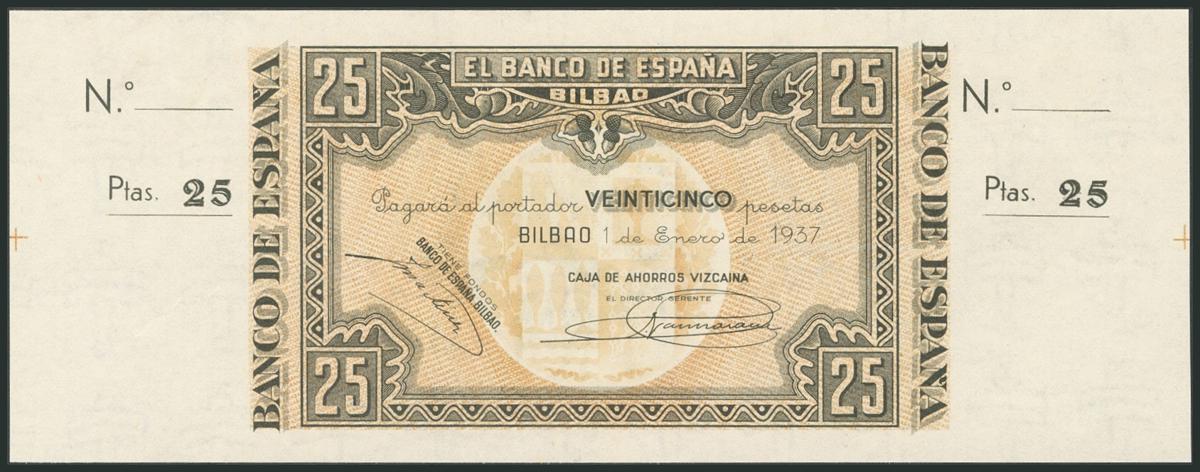 N.º
Ptas. 25
BANCO DE ESPAÑA
25
EL BANCO DE ESPAÑA
BILBAO
25
Pagará al portador VEINTICINCO pesetas
BILBAO 1 de Enero de 1937
TIENE FONDOS
BANCO DE ESPAÑA BILBAO.
CAJA DE AHORROS VIZCAINA
EL DIRECTOR GERENTE
25
25
BANCO DE ESPAÑA
N.º
Ptas. 25